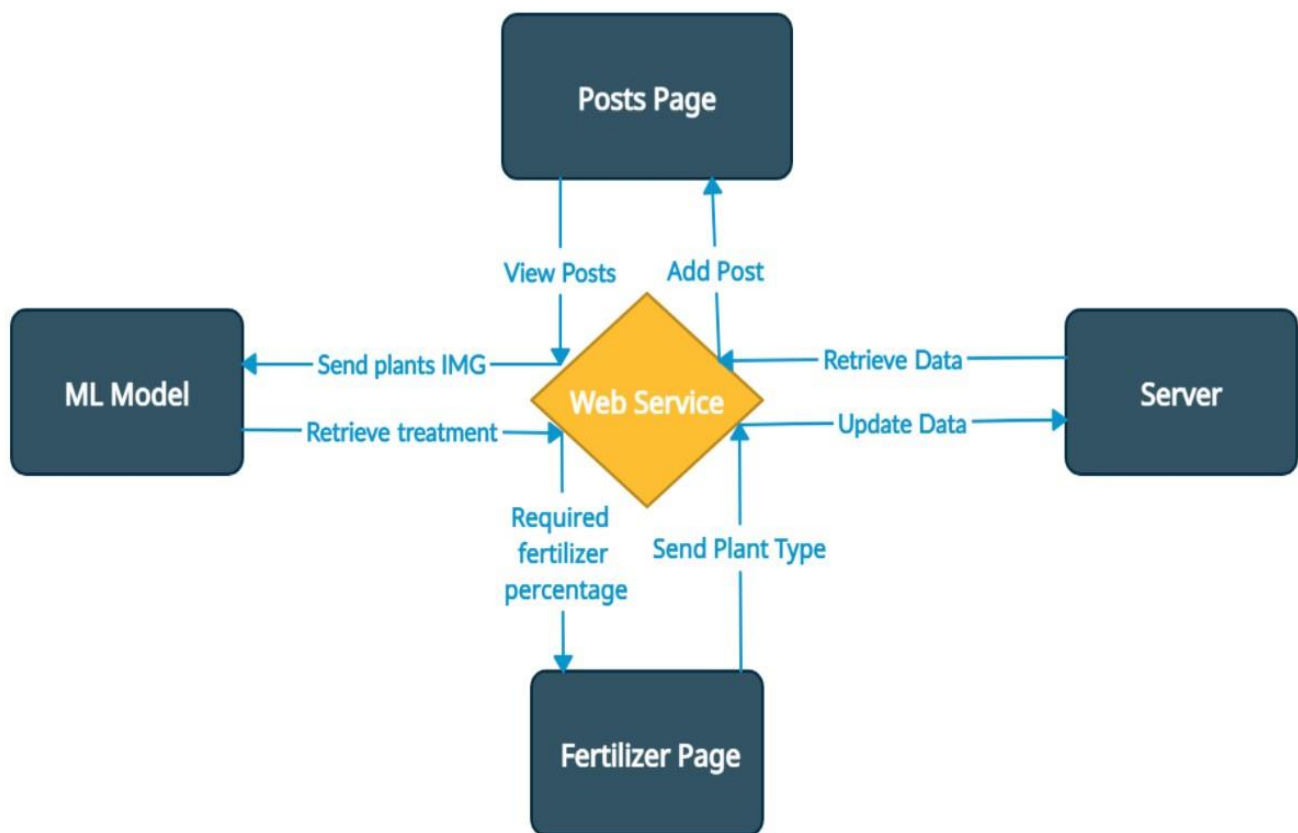 Posts Page
View Posts
Add Post
Send plants IMG
Retrieve Data
ML Model
Web Service
Server
Retrieve treatment
Update Data
Required
fertilizer
percentage
Send Plant Type
Fertilizer Page